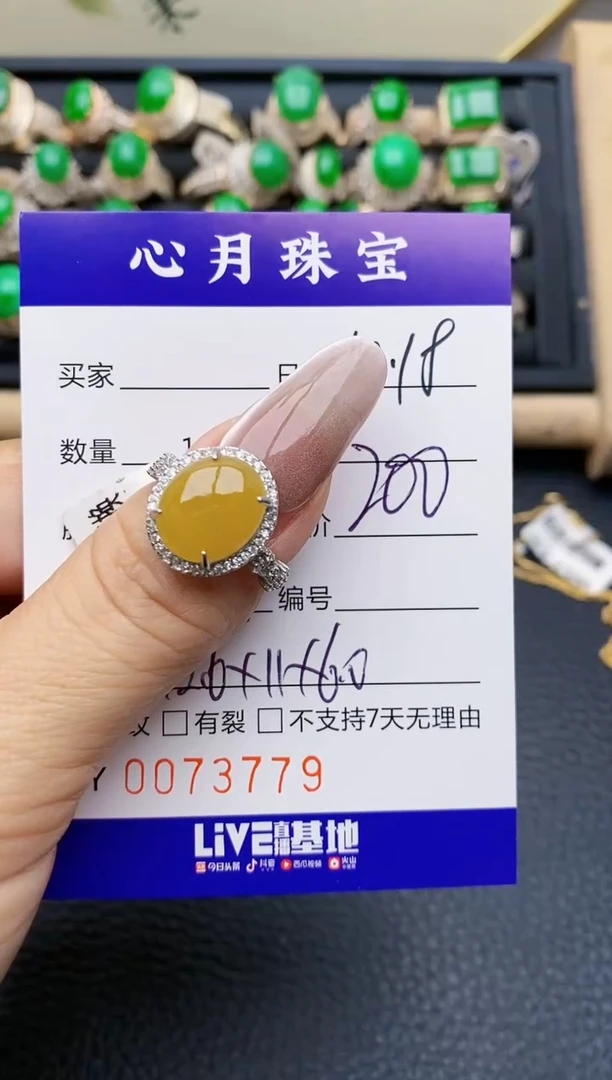 心月珠宝
买家
18
数量 1
200
价
编号
12.0×11×6.0
有裂 不支持7天无理由
Y 0073779
LiVE直播基地
今日头条 抖音 西瓜视频 火山